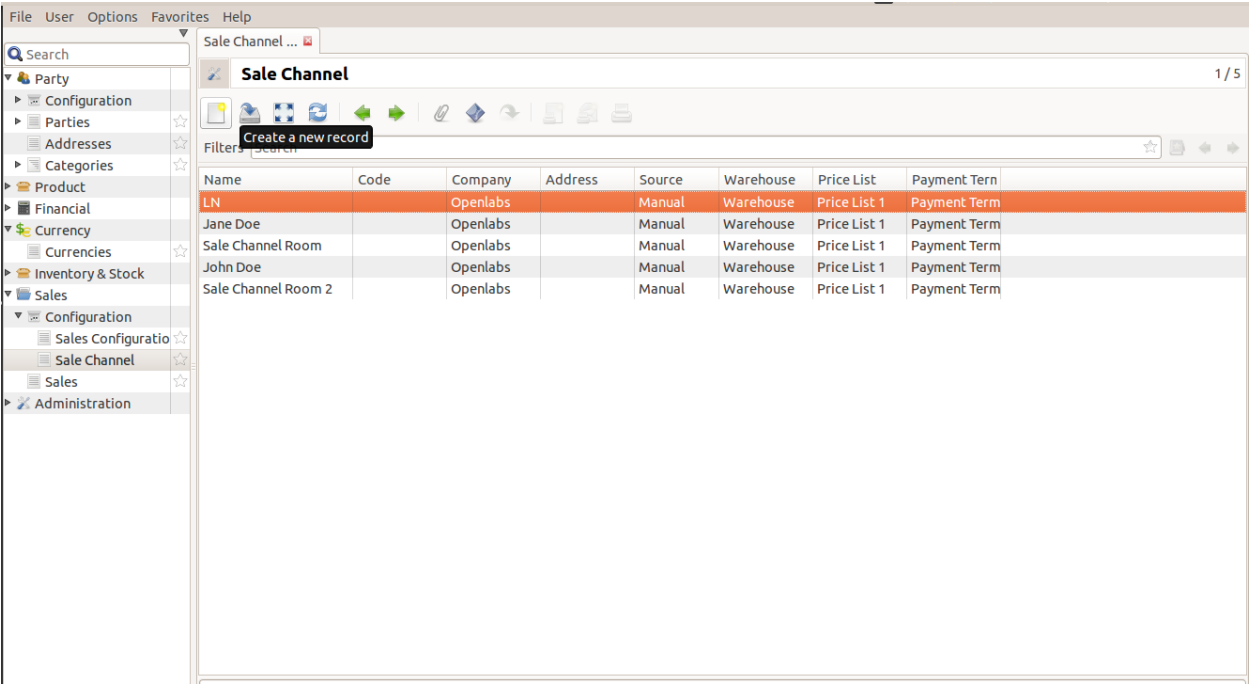 File User Options Favorites Help
Search
Party
Configuration
Parties
Addresses
Categories
Product
Financial
Currency
Currencies
Inventory & Stock
Sales
Configuration
Sales Configuratio
Sale Channel
Sales
Administration
Sale Channel ...
Sale Channel
1 / 5
Create a new record
Filters Search
Name Code Company Address Source Warehouse Price List Payment Tern
LN Openlabs Manual Warehouse Price List 1 Payment Term
Jane Doe Openlabs Manual Warehouse Price List 1 Payment Term
Sale Channel Room Openlabs Manual Warehouse Price List 1 Payment Term
John Doe Openlabs Manual Warehouse Price List 1 Payment Term
Sale Channel Room 2 Openlabs Manual Warehouse Price List 1 Payment Term